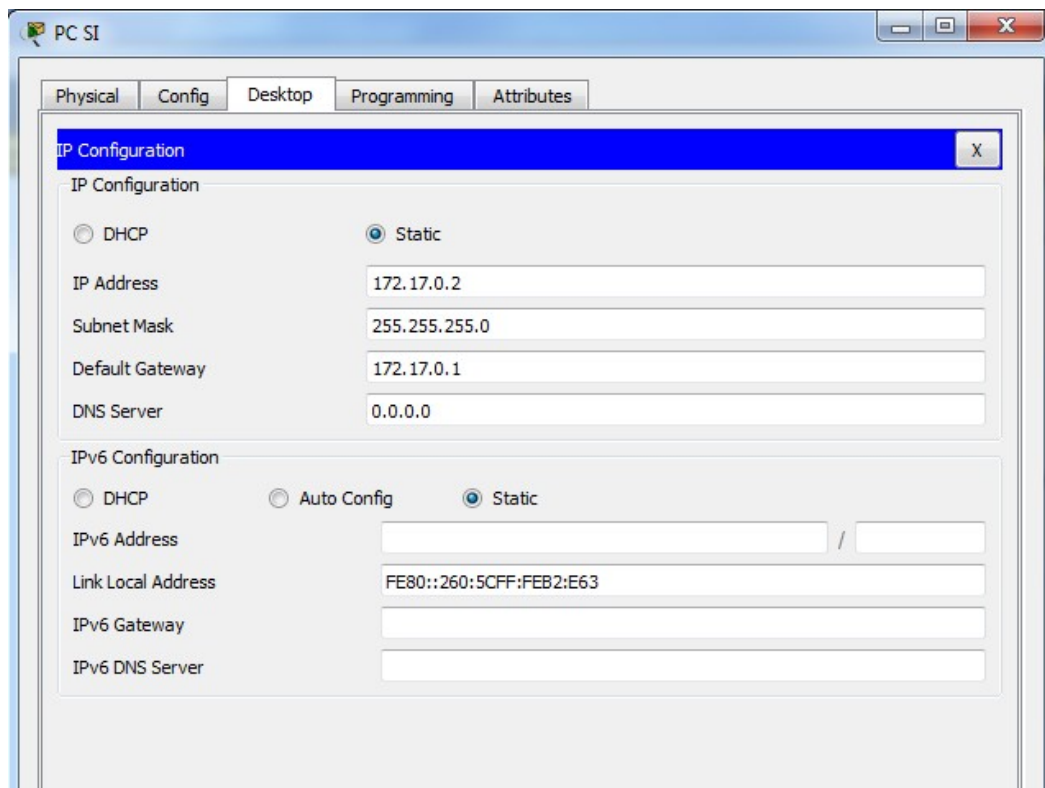 PC SI
Physical Config Desktop Programming Attributes
IP Configuration X
IP Configuration
DHCP Static
IP Address 172.17.0.2
Subnet Mask 255.255.255.0
Default Gateway 172.17.0.1
DNS Server 0.0.0.0
IPv6 Configuration
DHCP Auto Config Static
IPv6 Address /
Link Local Address FE80::260:5CFF:FEB2:E63
IPv6 Gateway
IPv6 DNS Server